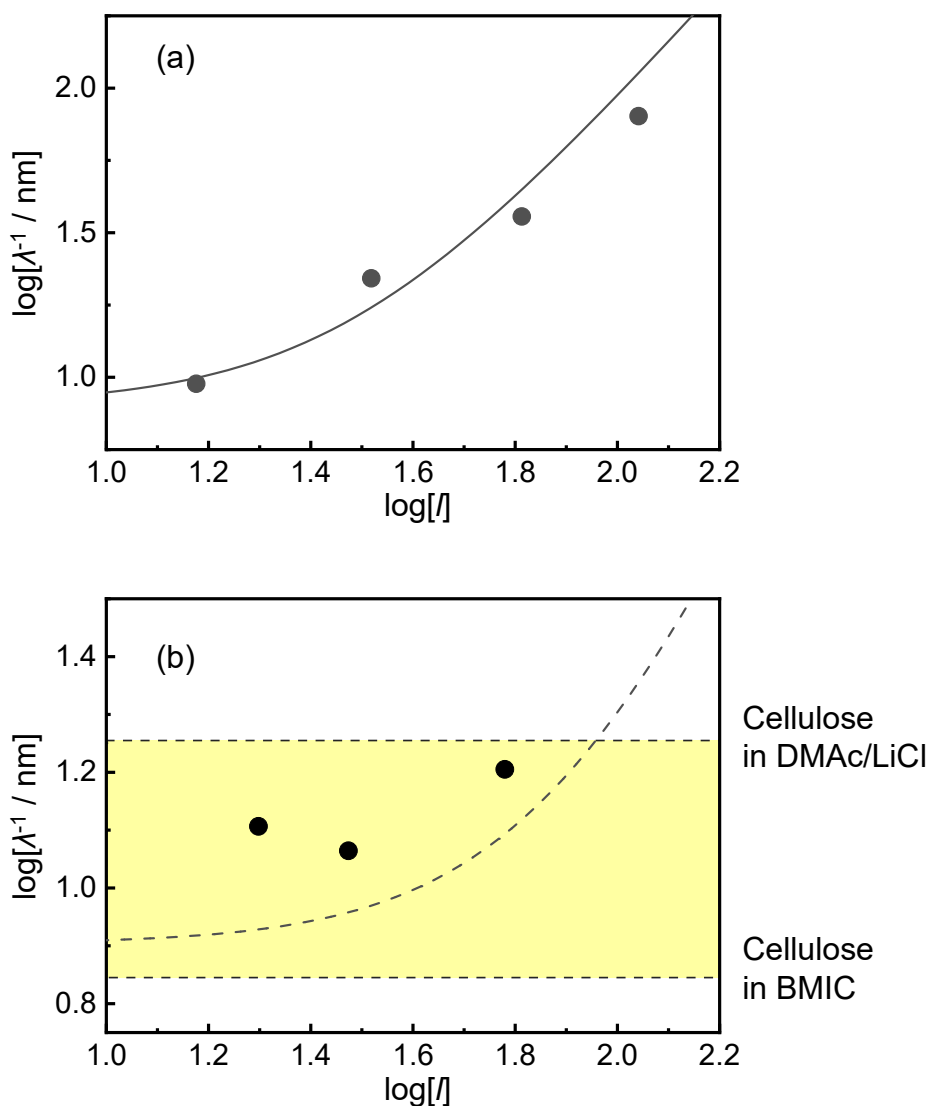 (a)
2.0
1.5
1.0
log[λ⁻¹ / nm]
1.0 1.2 1.4 1.6 1.8 2.0 2.2
log[l]
(b)
1.4
1.2
1.0
0.8
log[λ⁻¹ / nm]
Cellulose
in DMAc/LiCl
Cellulose
in BMIC
1.0 1.2 1.4 1.6 1.8 2.0 2.2
log[l]